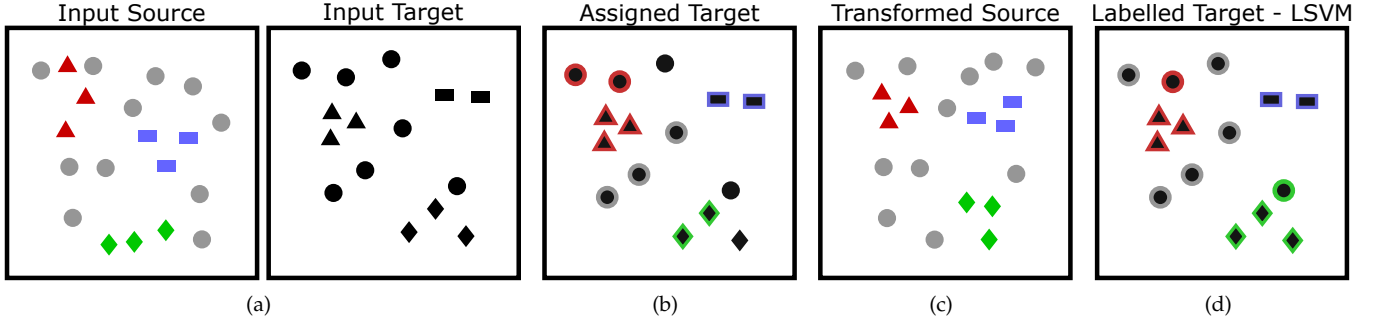 Input Source
Input Target
Assigned Target
Transformed Source
Labelled Target - LSVM
(a)
(b)
(c)
(d)